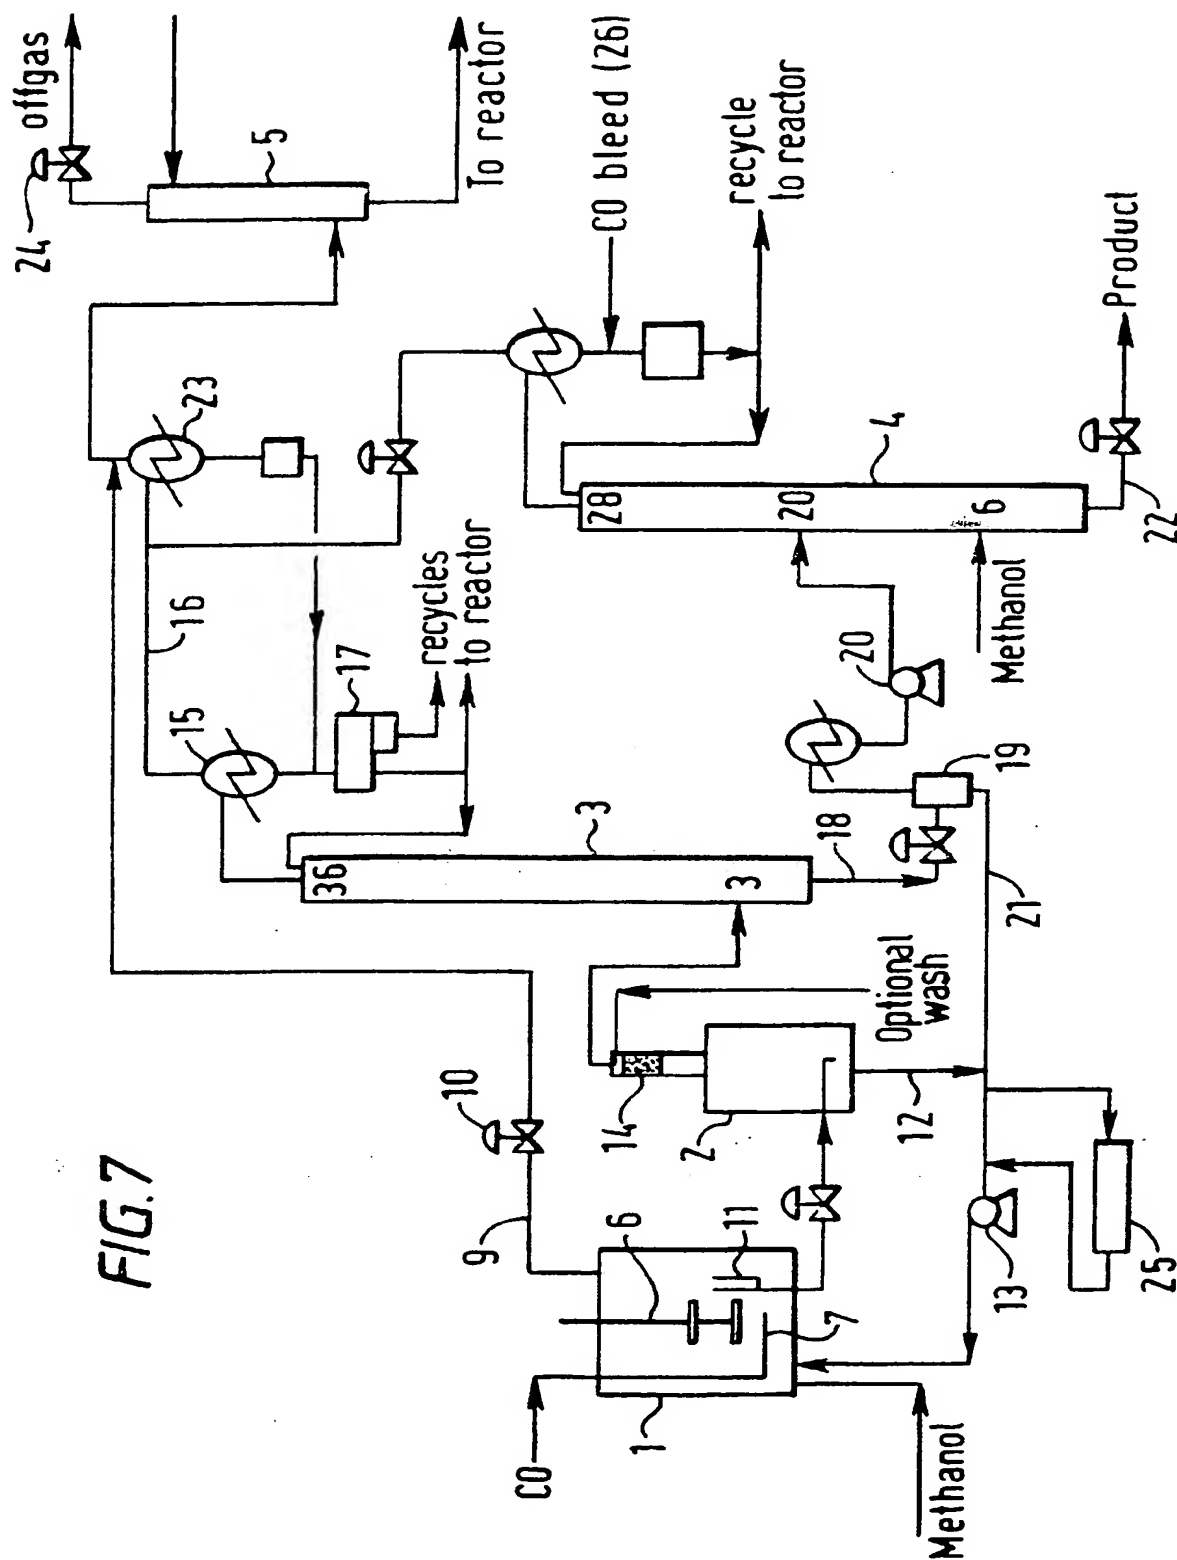 FIG.7
24
offgas
5
To reactor
23
16
15
17
recycles
to reactor
CO bleed (26)
recycle
to reactor
28
20
6
4
Methanol
22
Product
36
3
3
18
19
20
21
10
9
14
Optional
wash
2
12
6
11
7
1
CO
Methanol
13
25